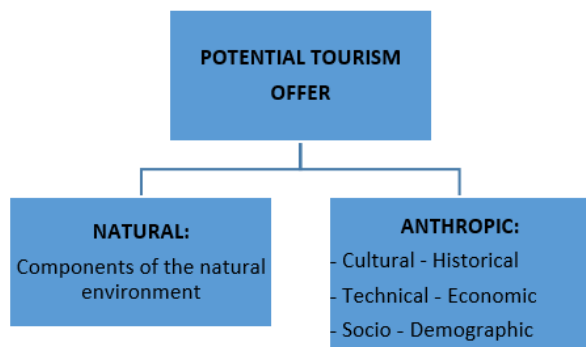 POTENTIAL TOURISM
OFFER
NATURAL:
Components of the natural
environment
ANTHROPIC:
- Cultural - Historical
- Technical - Economic
- Socio - Demographic